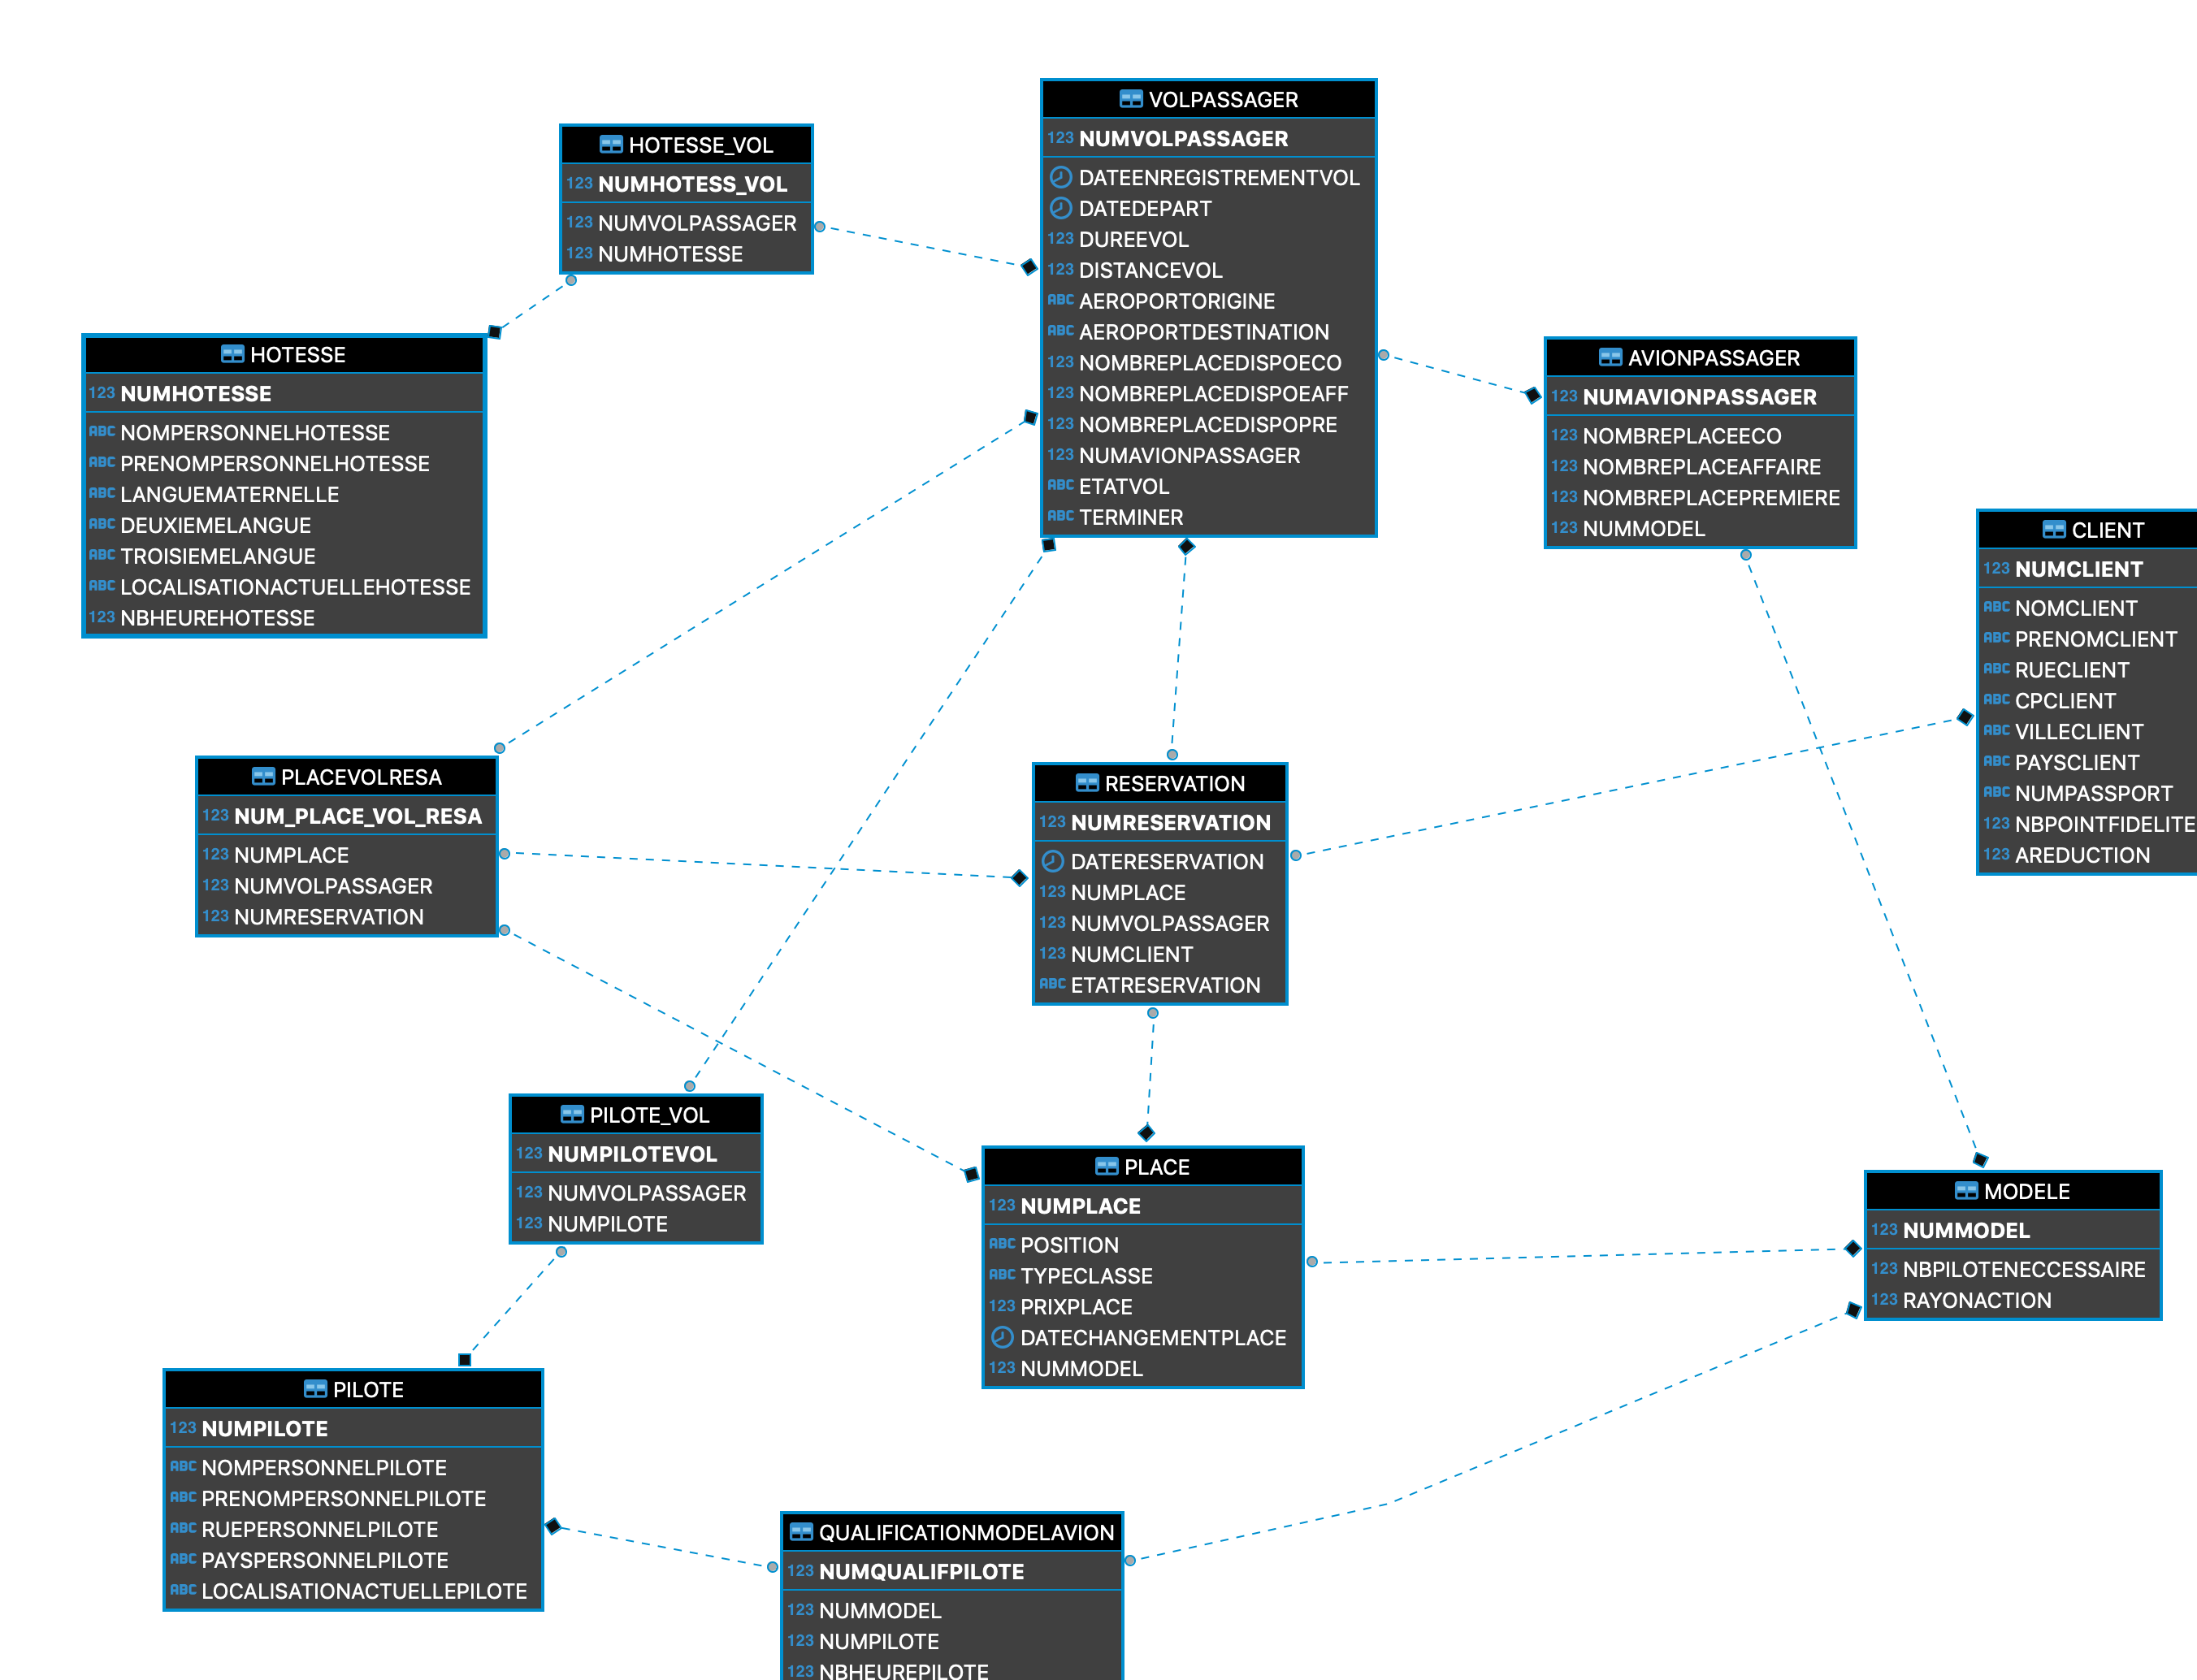 VOLPASSAGER
123 NUMVOLPASSAGER
DATEENREGISTREMENTVOL
DATEDEPART
123 DUREEVOL
123 DISTANCEVOL
ABC AEROPORTORIGINE
ABC AEROPORTDESTINATION
123 NOMBREPLACEDISPOECO
123 NOMBREPLACEDISPOEAFF
123 NOMBREPLACEDISPOPRE
123 NUMAVIONPASSAGER
ABC ETATVOL
ABC TERMINER
HOTESSE_VOL
123 NUMHOTESS_VOL
123 NUMVOLPASSAGER
123 NUMHOTESSE
HOTESSE
123 NUMHOTESSE
ABC NOMPERSONNELHOTESSE
ABC PRENOMPERSONNELHOTESSE
ABC LANGUEMATERNELLE
ABC DEUXIEMELANGUE
ABC TROISIEMELANGUE
ABC LOCALISATIONACTUELLEHOTESSE
123 NBHEUREHOTESSE
AVIONPASSAGER
123 NUMAVIONPASSAGER
123 NOMBREPLACEECO
123 NOMBREPLACEAFFAIRE
123 NOMBREPLACEPREMIERE
123 NUMMODEL
CLIENT
123 NUMCLIENT
ABC NOMCLIENT
ABC PRENOMCLIENT
ABC RUECLIENT
ABC CPCLIENT
ABC VILLECLIENT
ABC PAYSCLIENT
ABC NUMPASSPORT
123 NBPOINTFIDELITE
123 AREDUCTION
PLACEVOLRESA
123 NUM_PLACE_VOL_RESA
123 NUMPLACE
123 NUMVOLPASSAGER
123 NUMRESERVATION
RESERVATION
123 NUMRESERVATION
DATERESERVATION
123 NUMPLACE
123 NUMVOLPASSAGER
123 NUMCLIENT
ABC ETATRESERVATION
PILOTE_VOL
123 NUMPILOTEVOL
123 NUMVOLPASSAGER
123 NUMPILOTE
PLACE
123 NUMPLACE
ABC POSITION
ABC TYPECLASSE
123 PRIXPLACE
DATECHANGEMENTPLACE
123 NUMMODEL
MODELE
123 NUMMODEL
123 NBPILOTENECCESSAIRE
123 RAYONACTION
PILOTE
123 NUMPILOTE
ABC NOMPERSONNELPILOTE
ABC PRENOMPERSONNELPILOTE
ABC RUEPERSONNELPILOTE
ABC PAYSPERSONNELPILOTE
ABC LOCALISATIONACTUELLEPILOTE
QUALIFICATIONMODELAVION
123 NUMQUALIFPILOTE
123 NUMMODEL
123 NUMPILOTE
123 NBHEUREPILOTE